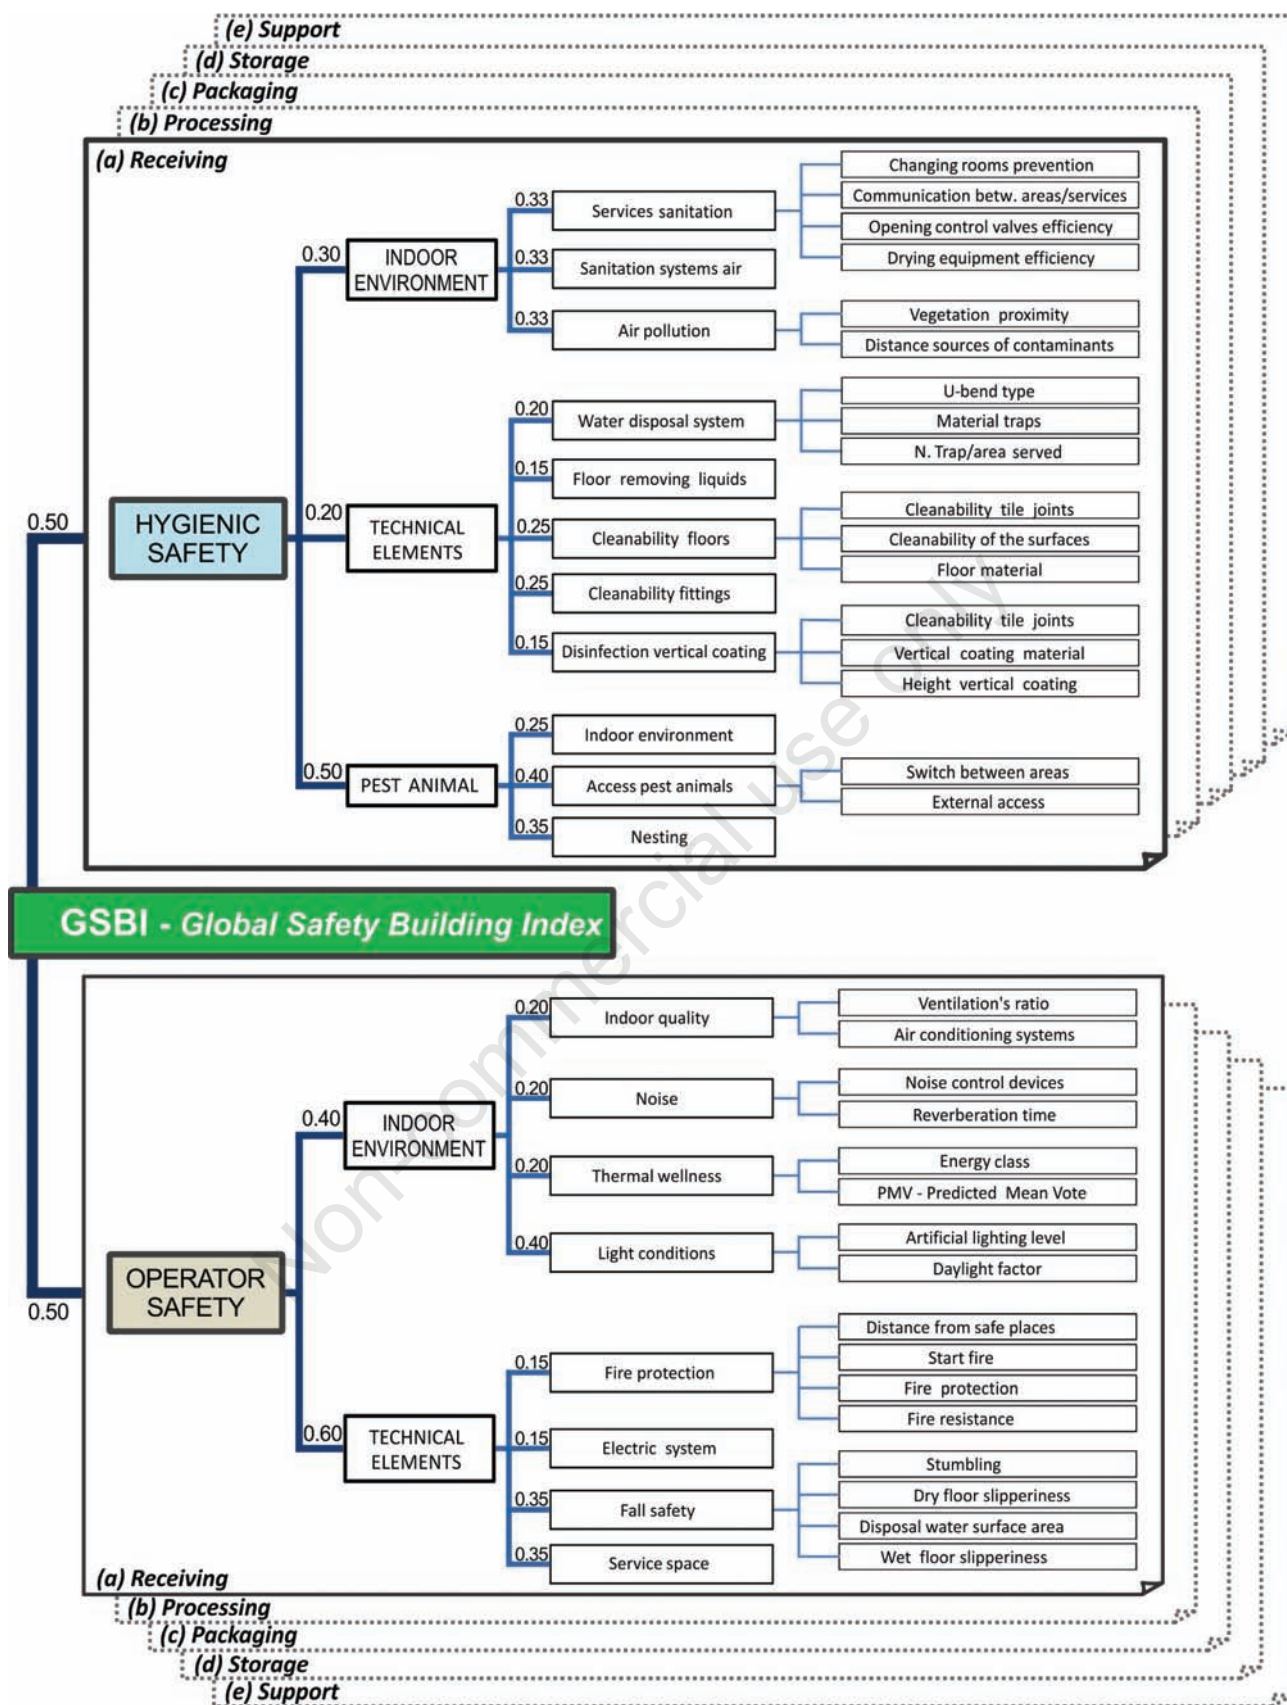 (e) Support
(d) Storage
(c) Packaging
(b) Processing
(a) Receiving
0.50
HYGIENIC
SAFETY
0.30
INDOOR
ENVIRONMENT
0.33
Services sanitation
Changing rooms prevention
Communication betw. areas/services
Opening control valves efficiency
Drying equipment efficiency
0.33
Sanitation systems air
0.33
Air pollution
Vegetation proximity
Distance sources of contaminants
0.20
TECHNICAL
ELEMENTS
0.20
Water disposal system
U-bend type
Material traps
N. Trap/area served
0.15
Floor removing liquids
0.25
Cleanability floors
Cleanability tile joints
Cleanability of the surfaces
Floor material
0.25
Cleanability fittings
0.15
Disinfection vertical coating
Cleanability tile joints
Vertical coating material
Height vertical coating
0.50
PEST ANIMAL
0.25
Indoor environment
0.40
Access pest animals
Switch between areas
External access
0.35
Nesting
GSBI - Global Safety Building Index
0.50
OPERATOR
SAFETY
0.40
INDOOR
ENVIRONMENT
0.20
Indoor quality
Ventilation's ratio
Air conditioning systems
0.20
Noise
Noise control devices
Reverberation time
0.20
Thermal wellness
Energy class
PMV - Predicted Mean Vote
0.40
Light conditions
Artificial lighting level
Daylight factor
0.60
TECHNICAL
ELEMENTS
0.15
Fire protection
Distance from safe places
Start fire
Fire protection
Fire resistance
0.15
Electric system
0.35
Fall safety
Stumbling
Dry floor slipperiness
Disposal water surface area
Wet floor slipperiness
0.35
Service space
(a) Receiving
(b) Processing
(c) Packaging
(d) Storage
(e) Support
Non-commercial use only